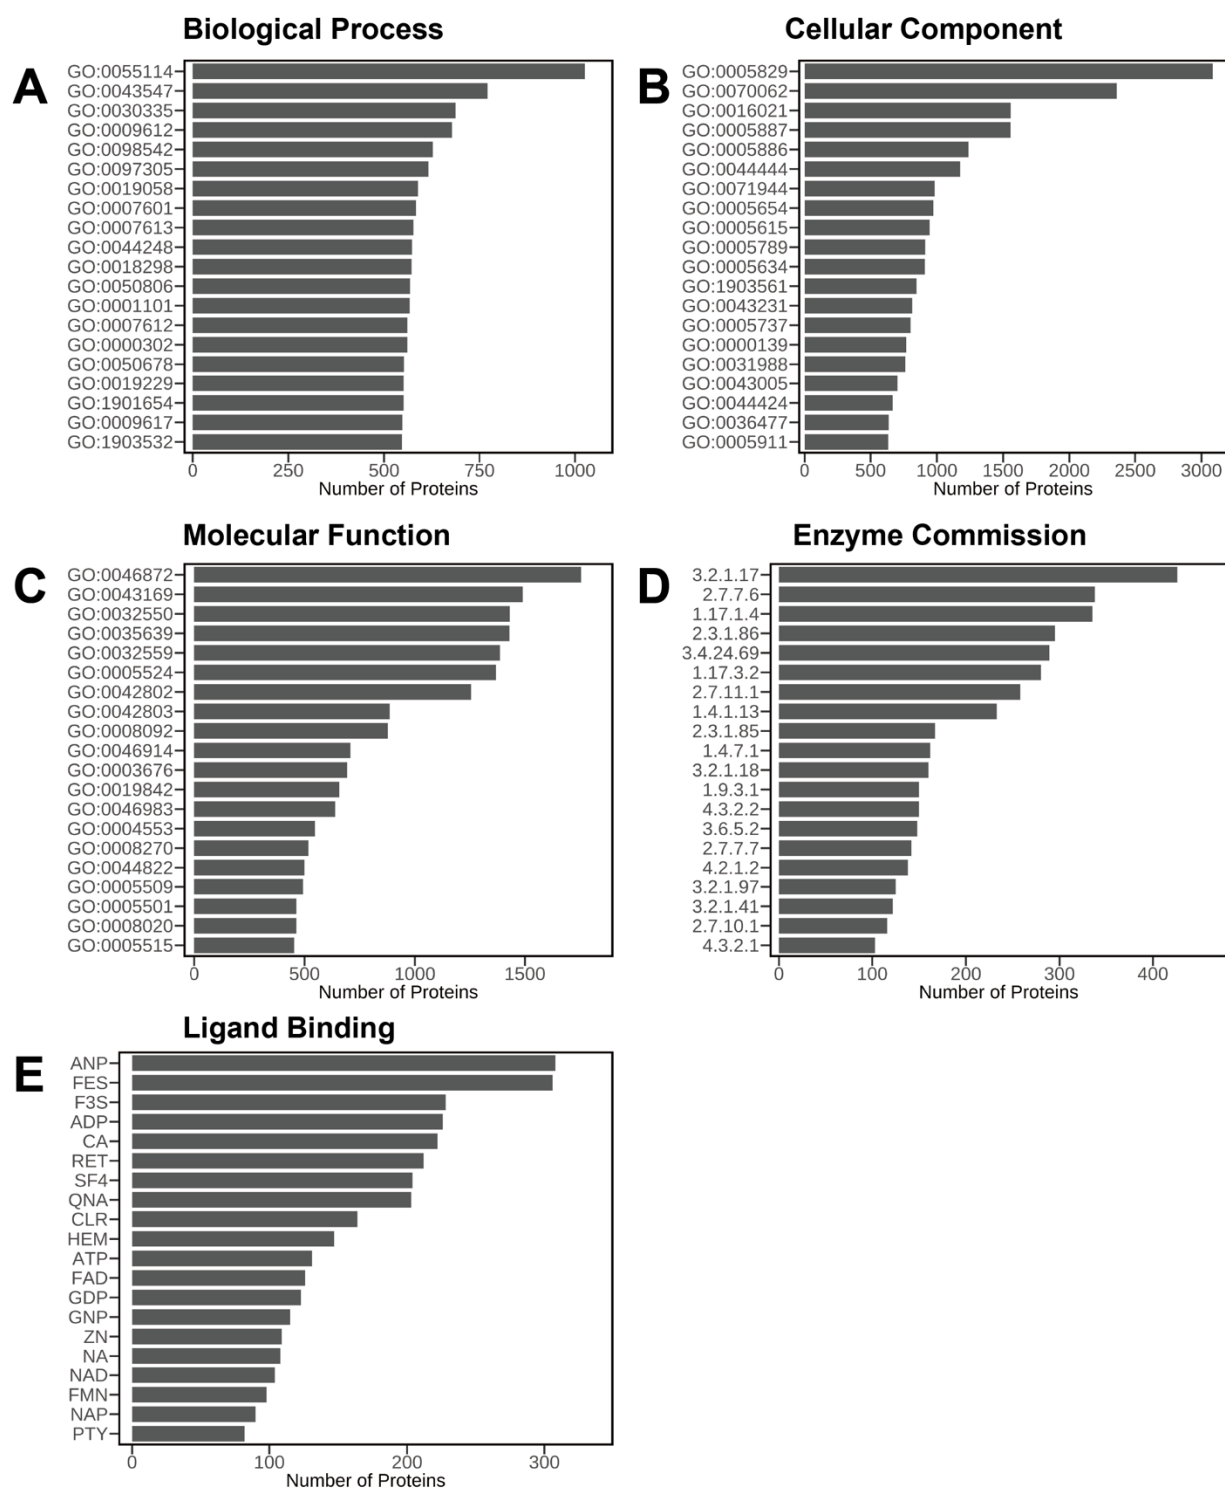 Biological Process
A
GO:0055114
GO:0043547
GO:0030335
GO:0009612
GO:0098542
GO:0097305
GO:0019058
GO:0007601
GO:0007613
GO:0044248
GO:0018298
GO:0050806
GO:0001101
GO:0007612
GO:0000302
GO:0050678
GO:0019229
GO:1901654
GO:0009617
GO:1903532
0 250 500 750 1000
Number of Proteins
Cellular Component
B
GO:0005829
GO:0070062
GO:0016021
GO:0005887
GO:0005886
GO:0044444
GO:0071944
GO:0005654
GO:0005615
GO:0005789
GO:0005634
GO:1903561
GO:0043231
GO:0005737
GO:0000139
GO:0031988
GO:0043005
GO:0044424
GO:0036477
GO:0005911
0 500 1000 1500 2000 2500 3000
Number of Proteins
Molecular Function
C
GO:0046872
GO:0043169
GO:0032550
GO:0035639
GO:0032559
GO:0005524
GO:0042802
GO:0042803
GO:0008092
GO:0046914
GO:0003676
GO:0019842
GO:0046983
GO:0004553
GO:0008270
GO:0044822
GO:0005509
GO:0005501
GO:0008020
GO:0005515
0 500 1000 1500
Number of Proteins
Enzyme Commission
D
3.2.1.17
2.7.7.6
1.17.1.4
2.3.1.86
3.4.24.69
1.17.3.2
2.7.11.1
1.4.1.13
2.3.1.85
1.4.7.1
3.2.1.18
1.9.3.1
4.3.2.2
3.6.5.2
2.7.7.7
4.2.1.2
3.2.1.97
3.2.1.41
2.7.10.1
4.3.2.1
0 100 200 300 400
Number of Proteins
Ligand Binding
E
ANP
FES
F3S
ADP
CA
RET
SF4
QNA
CLR
HEM
ATP
FAD
GDP
GNP
ZN
NA
NAD
FMN
NAP
PTY
0 100 200 300
Number of Proteins